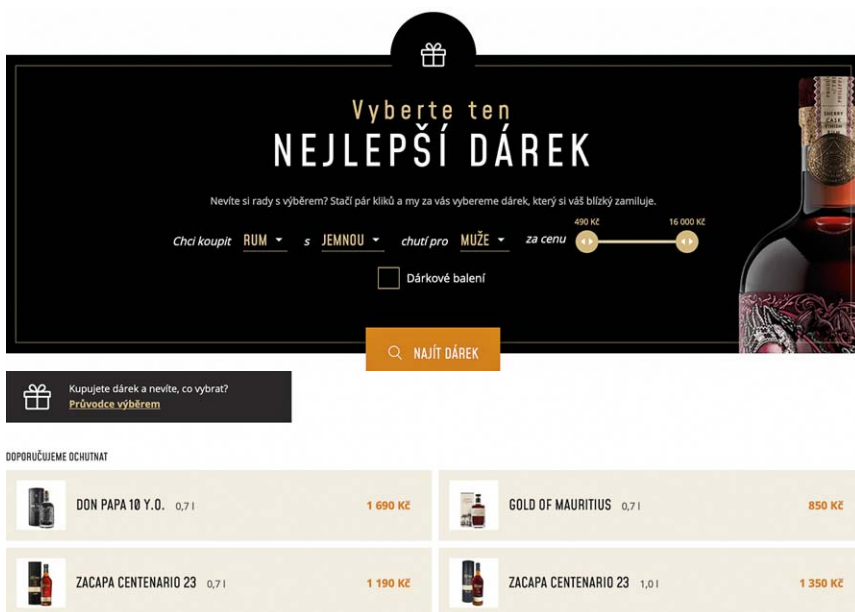 Vyberte ten
NEJLEPŠÍ DÁREK
Nevíte si rady s výběrem? Stačí pár kliků a my za vás vybereme dárek, který si váš blízký zamiluje.
490 Kč 16 000 Kč
Chci koupit RUM s JEMNOU chutí pro MUŽE za cenu
Dárkové balení
NAJÍT DÁREK
SHERRY
CASK
FINISH
Kupujete dárek a nevíte, co vybrat?
Průvodce výběrem
DOPORUČUJEME OCHUTNAT
DON PAPA 10 Y.O. 0,7 l 1 690 Kč
GOLD OF MAURITIUS 0,7 l 850 Kč
ZACAPA CENTENARIO 23 0,7 l 1 190 Kč
ZACAPA CENTENARIO 23 1,0 l 1 350 Kč